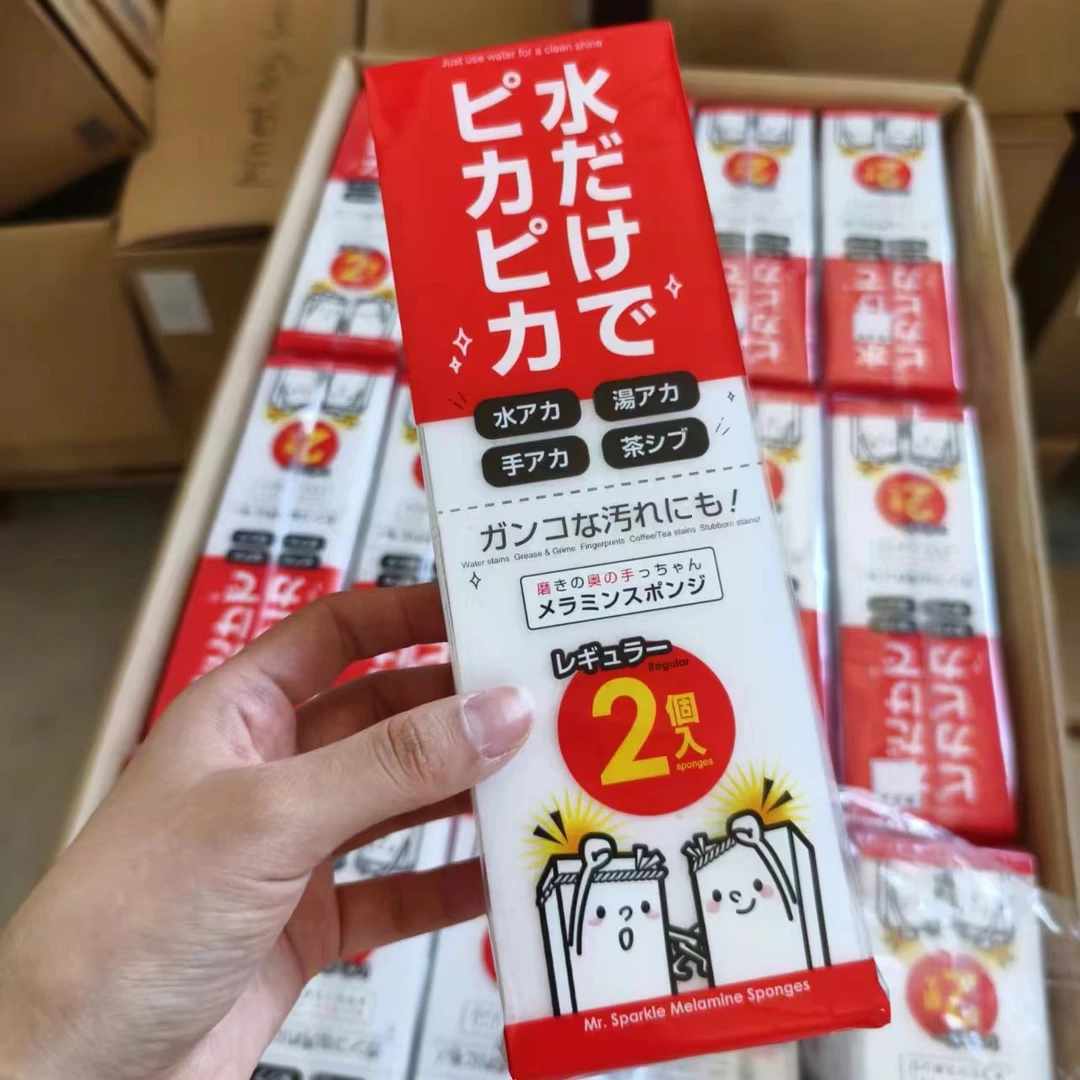 Just use water for a clean shine
水だけで
ピカピカ
水アカ 湯アカ
手アカ 茶シブ
ガンコな汚れにも！
Water stains Grease & Grime Fingerprints Coffee/Tea stains Stubborn stains!
磨きの奥の手っちゃん
メラミンスポンジ
レギュラー
Regular
2個入
sponges
Mr. Sparkle Melamine Sponges